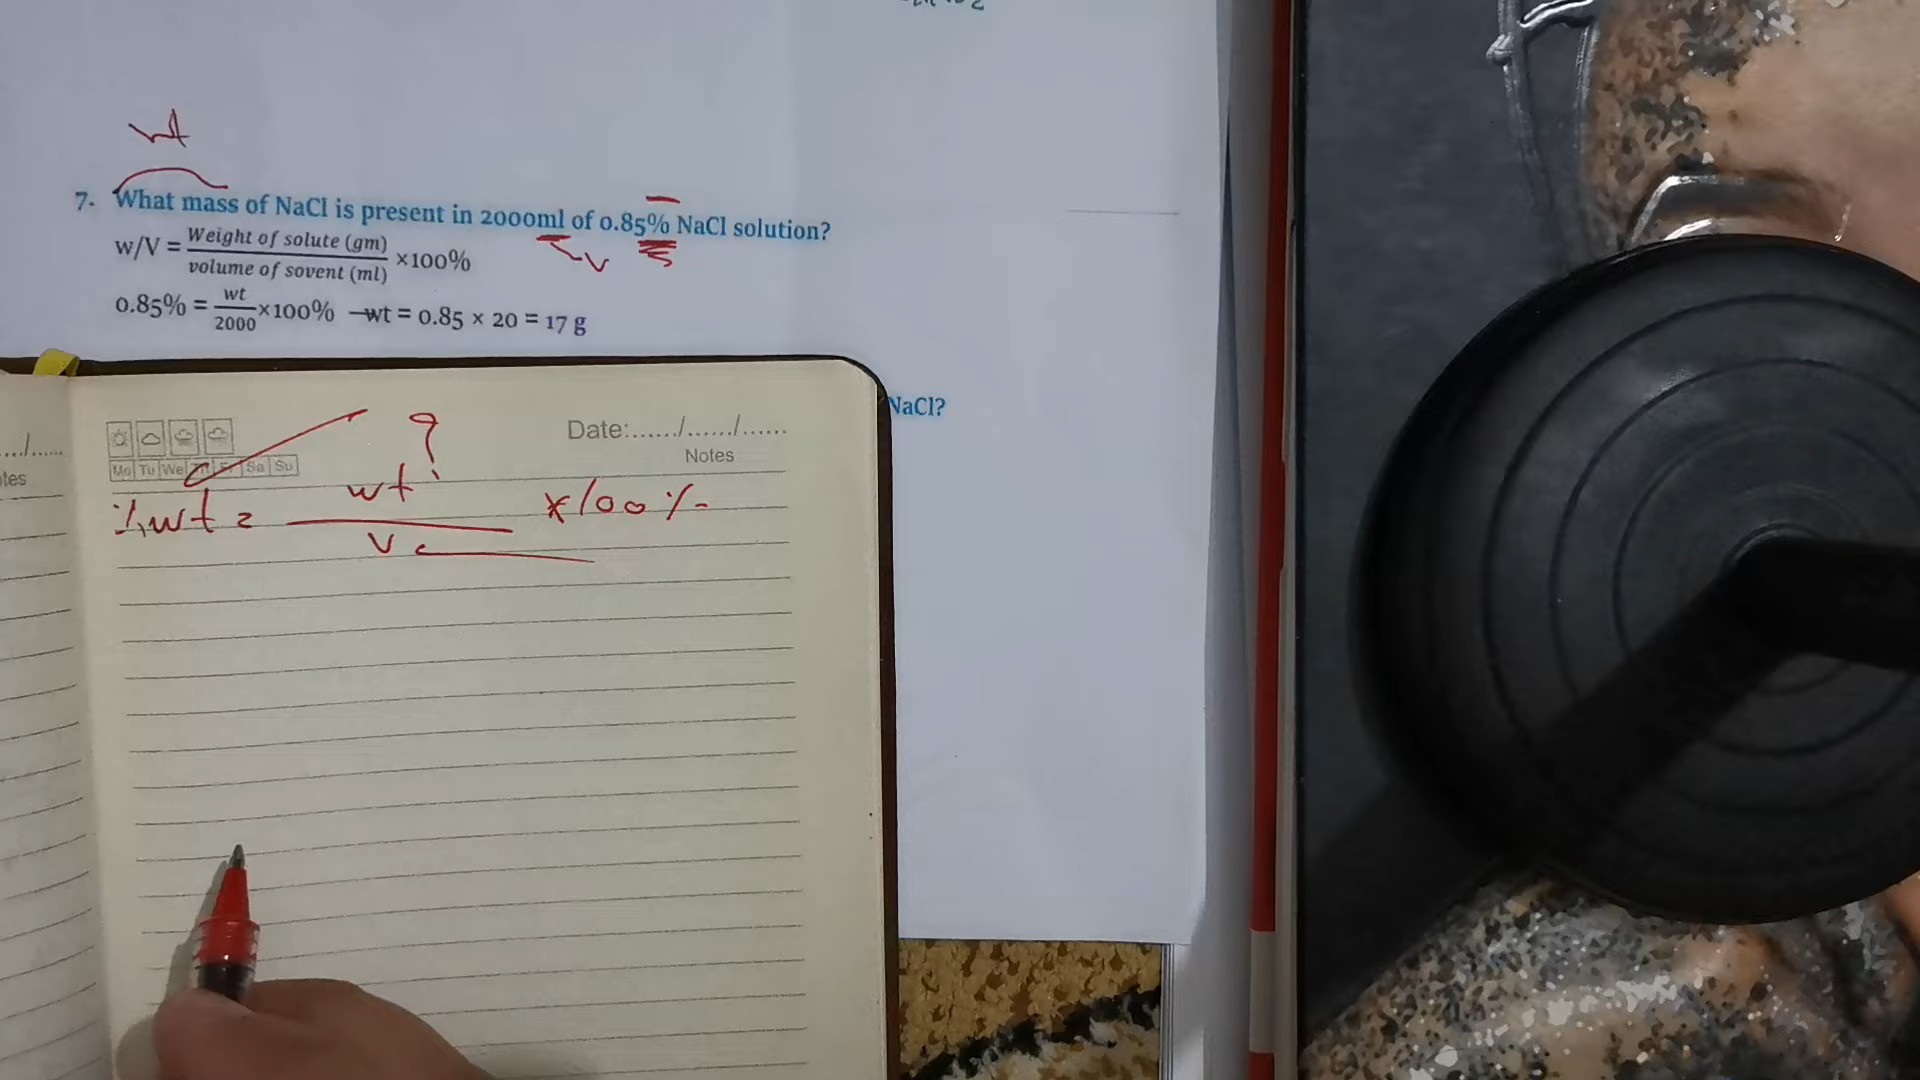 wt
7. What mass of NaCl is present in 2000ml of 0.85% NaCl solution?
v
w/V = Weight of solute (gm) / volume of sovent (ml) ×100%
0.85% = wt / 2000 ×100% → wt = 0.85 × 20 = 17 g
NaCl?
Date:....../....../......
Notes
Mo Tu We Th Fr Sa Su
?
% wt = wt / v × 100 %